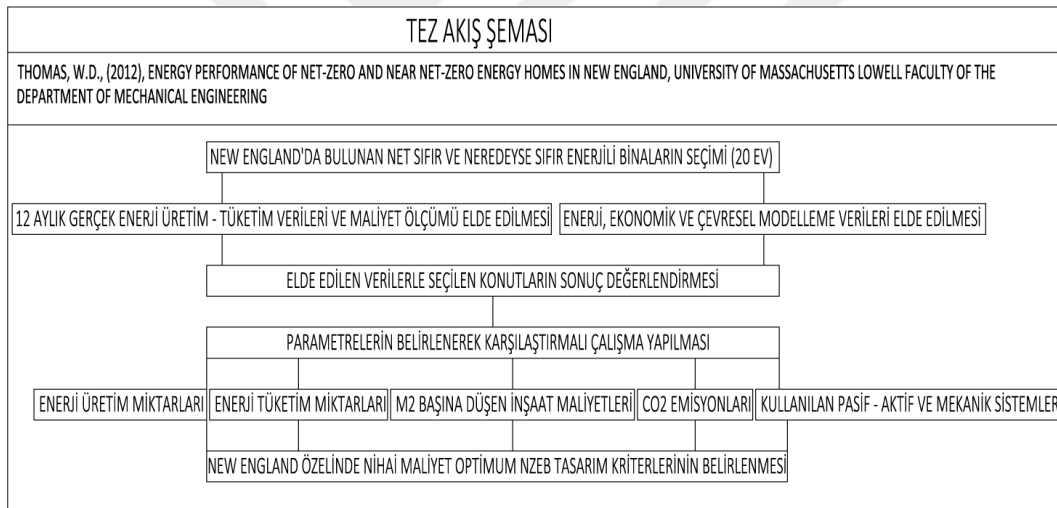 TEZ AKIŞ ŞEMASI
THOMAS, W.D., (2012), ENERGY PERFORMANCE OF NET-ZERO AND NEAR NET-ZERO ENERGY HOMES IN NEW ENGLAND, UNIVERSITY OF MASSACHUSETTS LOWELL FACULTY OF THE
DEPARTMENT OF MECHANICAL ENGINEERING
NEW ENGLAND'DA BULUNAN NET SIFIR VE NEREDEYSE SIFIR ENERJİLİ BİNALARIN SEÇİMİ (20 EV)
12 AYLIK GERÇEK ENERJİ ÜRETİM - TÜKETİM VERİLERİ VE MALİYET ÖLÇÜMÜ ELDE EDİLMESİ
ENERJİ, EKONOMİK VE ÇEVRESEL MODELLEME VERİLERİ ELDE EDİLMESİ
ELDE EDİLEN VERİLERLE SEÇİLEN KONUTLARIN SONUÇ DEĞERLENDİRMESİ
PARAMETRELERİN BELİRLENEREK KARŞILAŞTIRMALI ÇALIŞMA YAPILMASI
ENERJİ ÜRETİM MİKTARLARI
ENERJİ TÜKETİM MİKTARLARI
M2 BAŞINA DÜŞEN İNŞAAT MALİYETLERİ
CO2 EMİSYONLARI
KULLANILAN PASİF - AKTİF VE MEKANİK SİSTEMLER
NEW ENGLAND ÖZELİNDE NİHAİ MALİYET OPTİMUM NZEB TASARIM KRİTERLERİNİN BELİRLENMESİ